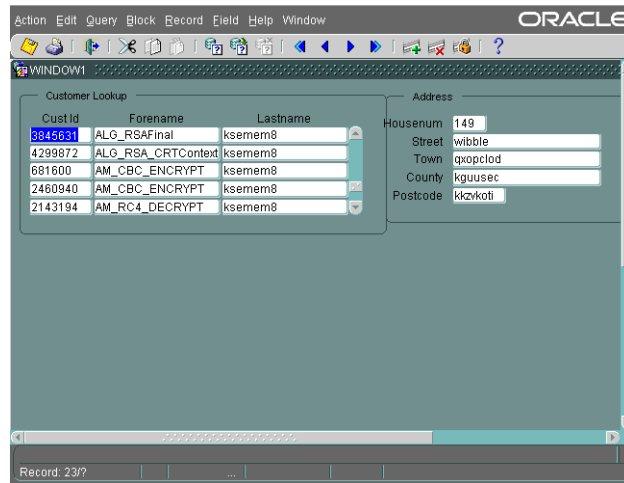 Action Edit Query Block Record Field Help Window ORACLE
WINDOW1
Customer Lookup
Cust Id Forename Lastname
3845631 ALG_RSAFinal ksemem8
4299872 ALG_RSA_CRTContext ksemem8
681600 AM_CBC_ENCRYPT ksemem8
2460940 AM_CBC_ENCRYPT ksemem8
2143194 AM_RC4_DECRYPT ksemem8
Address
Housenum 149
Street wibble
Town qxopclod
County kguusec
Postcode kkzvkoti
Record: 23/? ...